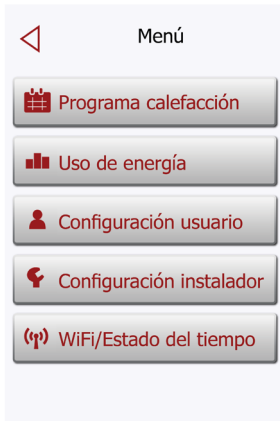 Menú
Programa calefacción
Uso de energía
Configuración usuario
Configuración instalador
WiFi/Estado del tiempo